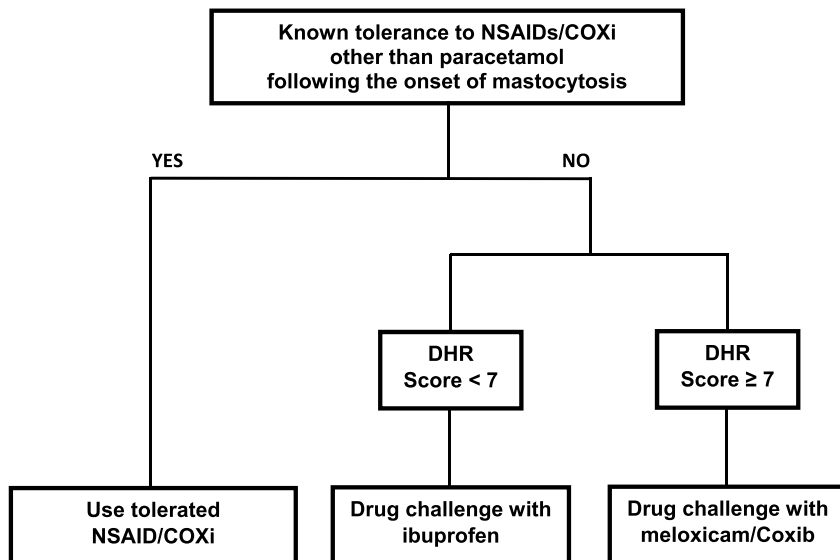 Known tolerance to NSAIDs/COXi
other than paracetamol
following the onset of mastocytosis
YES
NO
DHR
Score < 7
DHR
Score ≥ 7
Use tolerated
NSAID/COXi
Drug challenge with
ibuprofen
Drug challenge with
meloxicam/Coxib